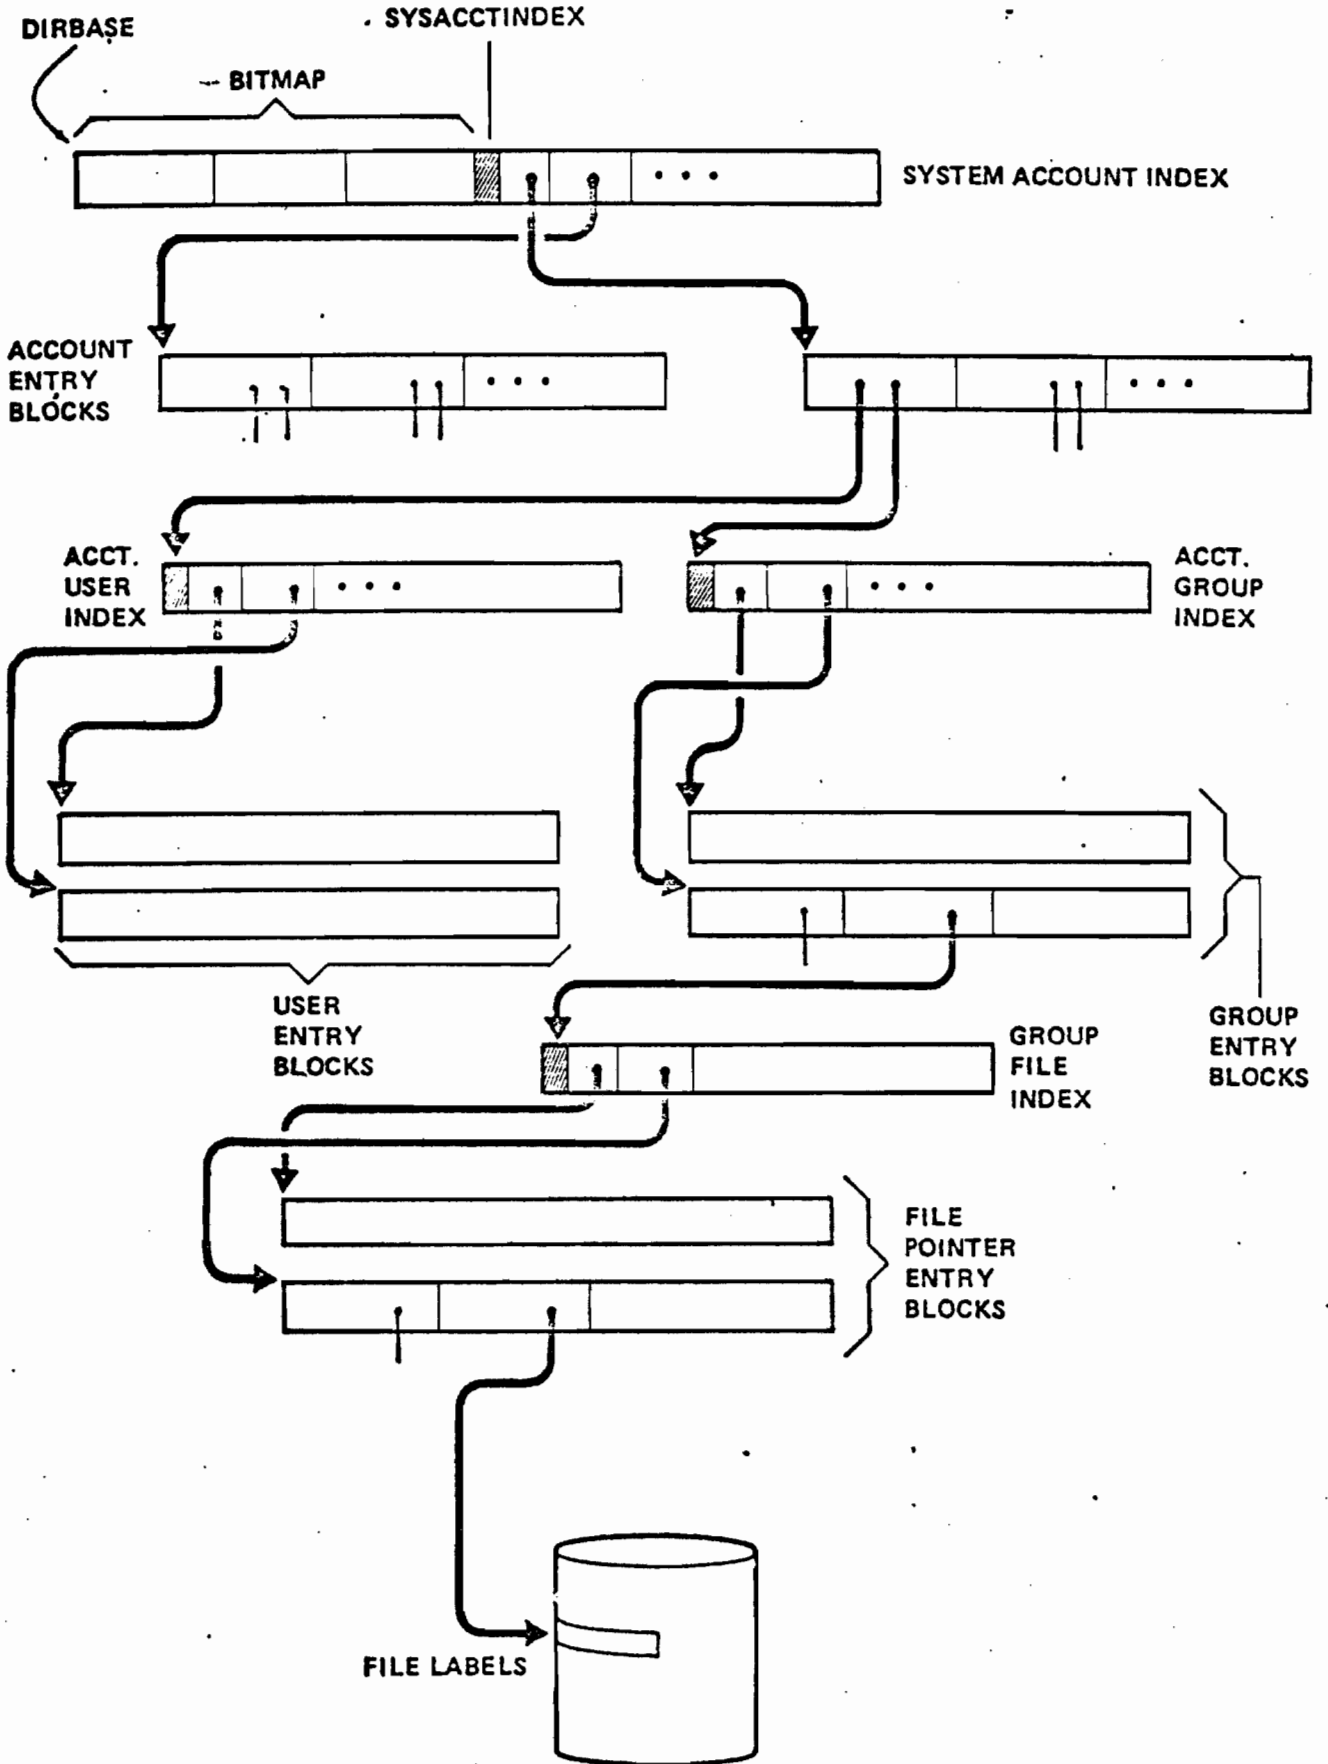 DIRBASE
SYSACCTINDEX
BITMAP
SYSTEM ACCOUNT INDEX
ACCOUNT
ENTRY
BLOCKS
ACCT.
USER
INDEX
ACCT.
GROUP
INDEX
USER
ENTRY
BLOCKS
GROUP
FILE
INDEX
GROUP
ENTRY
BLOCKS
FILE
POINTER
ENTRY
BLOCKS
FILE LABELS